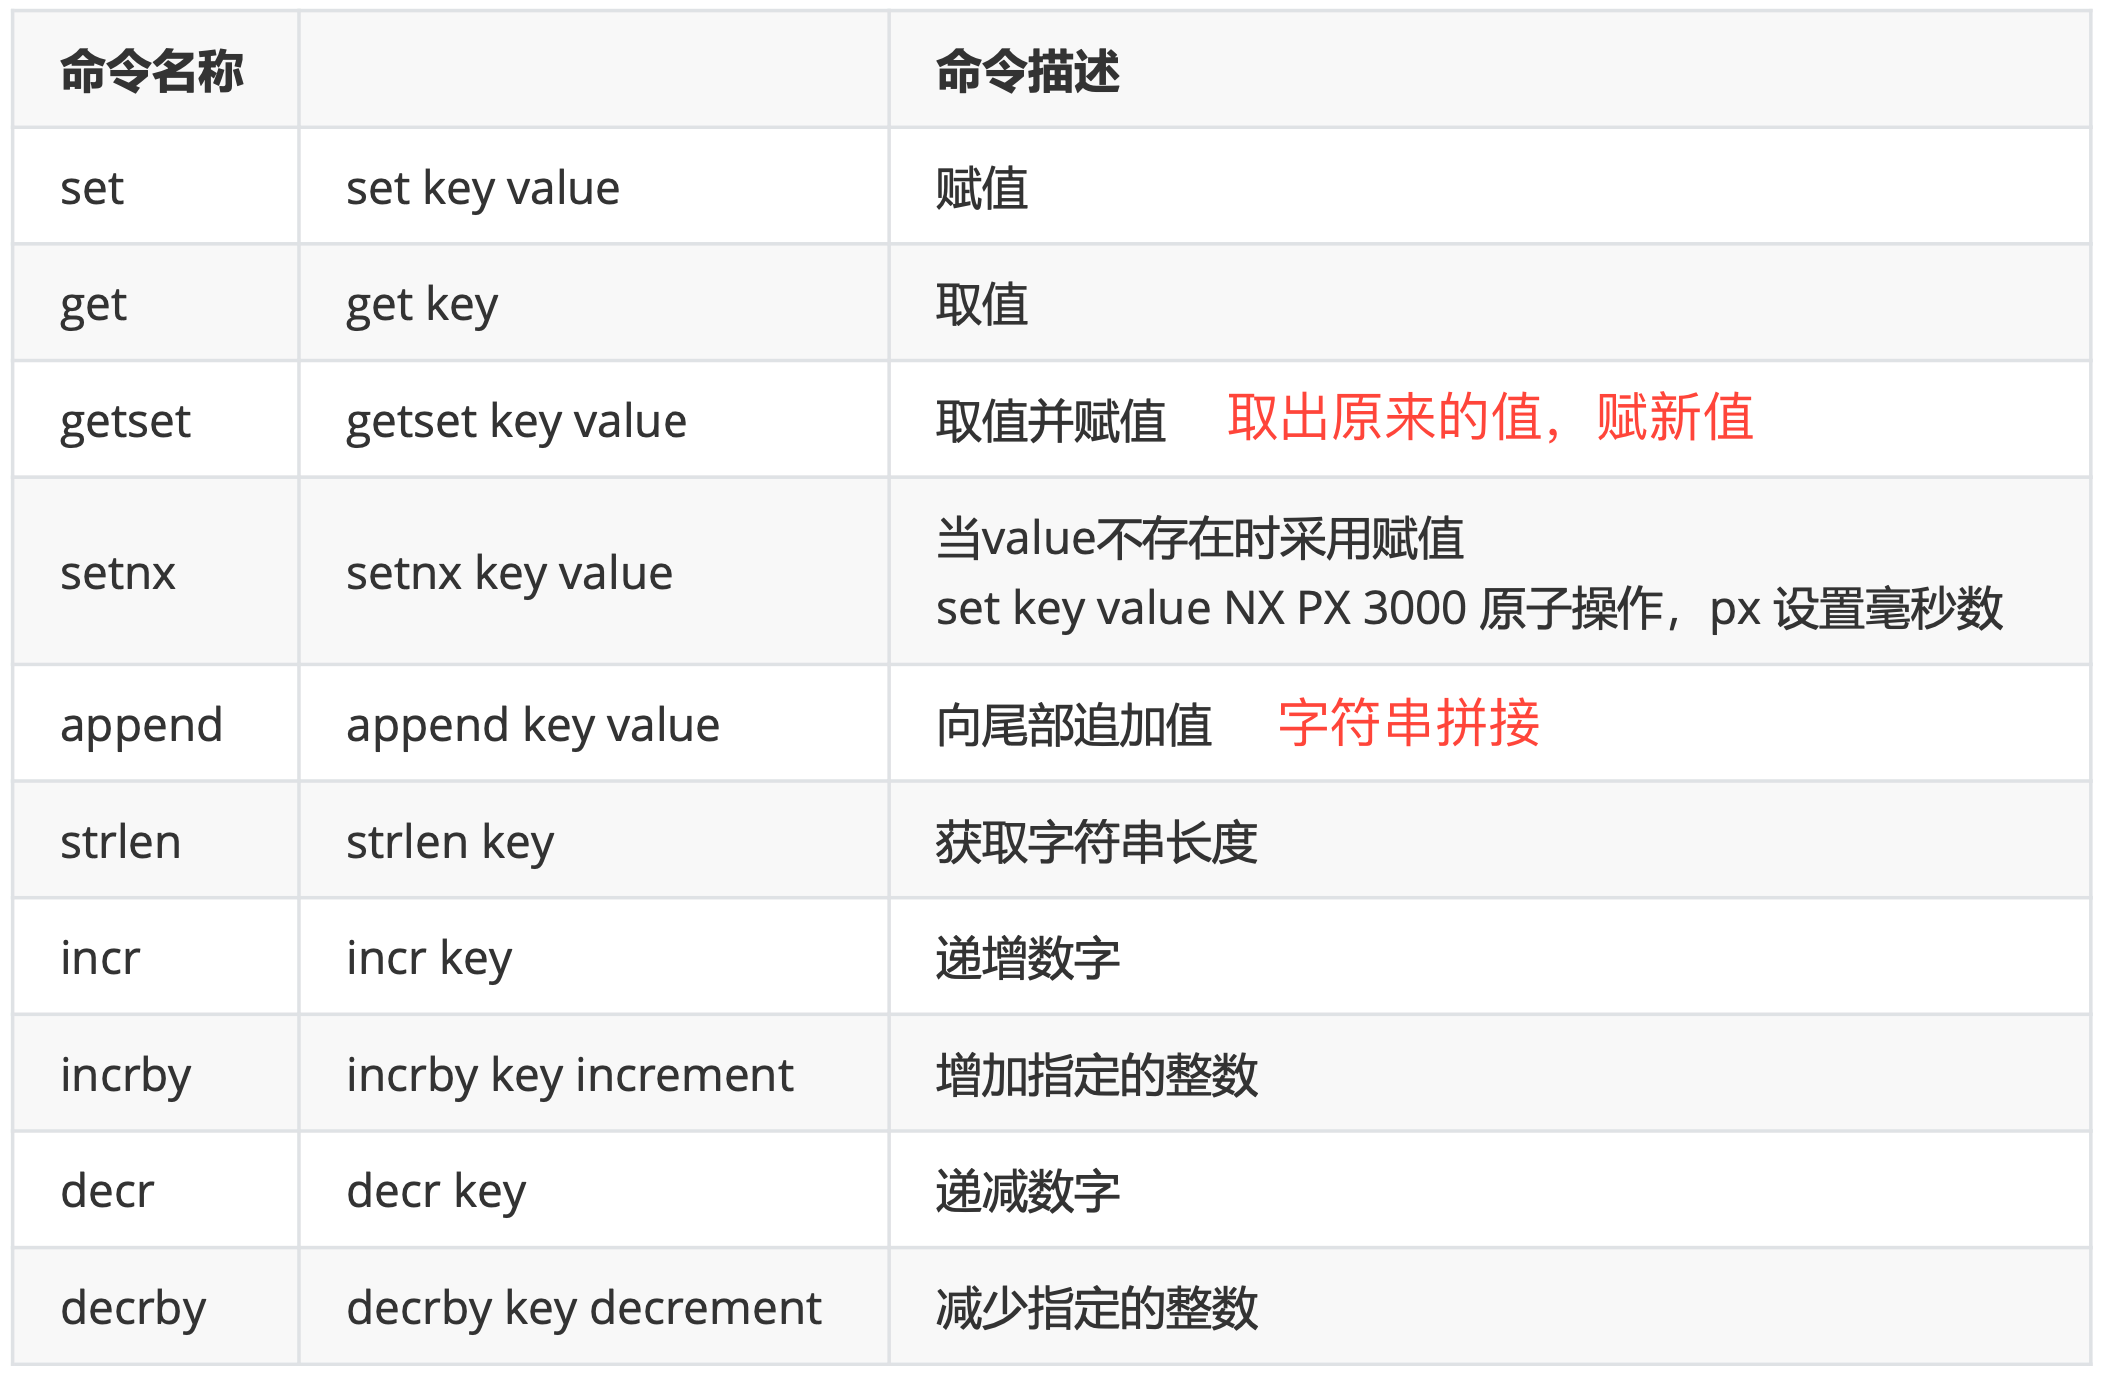 命令名称 命令描述
set set key value 赋值
get get key 取值
getset getset key value 取值并赋值 取出原来的值，赋新值
setnx setnx key value 当value不存在时采用赋值
set key value NX PX 3000 原子操作，px 设置毫秒数
append append key value 向尾部追加值 字符串拼接
strlen strlen key 获取字符串长度
incr incr key 递增数字
incrby incrby key increment 增加指定的整数
decr decr key 递减数字
decrby decrby key decrement 减少指定的整数